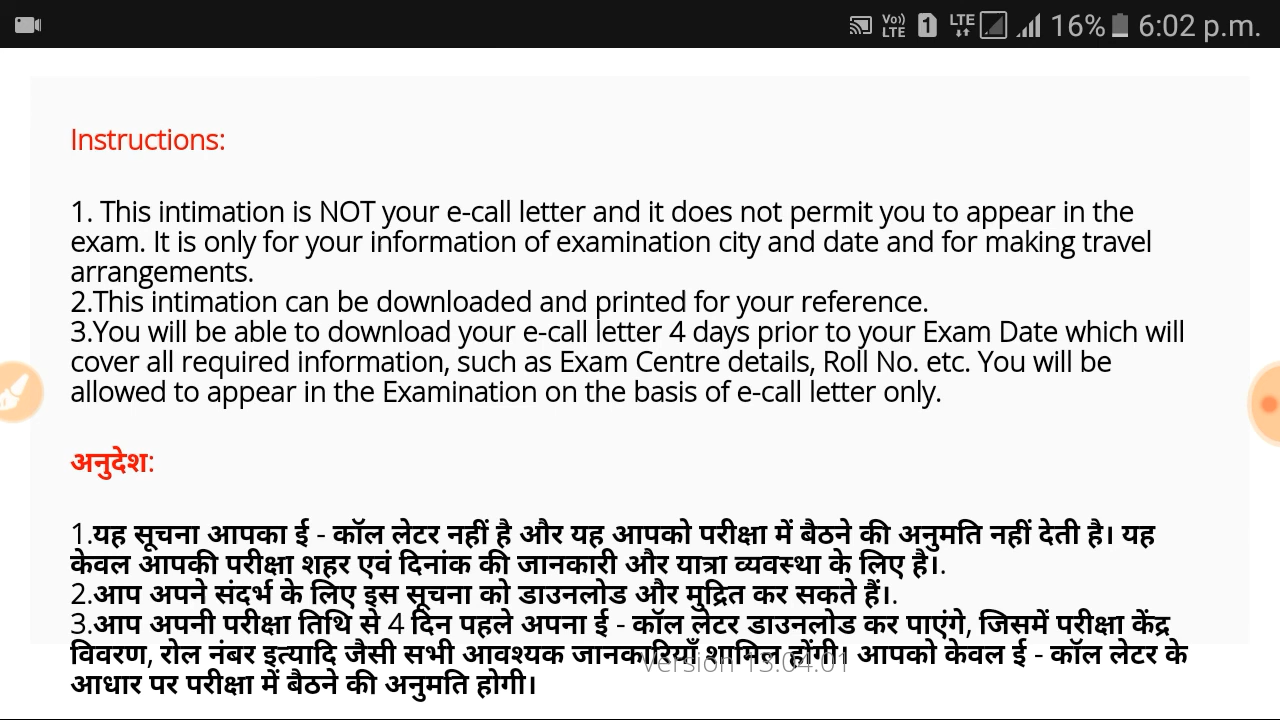 Vo)) LTE 1 LTE 16% 6:02 p.m.
Instructions:
1. This intimation is NOT your e-call letter and it does not permit you to appear in the
exam. It is only for your information of examination city and date and for making travel
arrangements.
2.This intimation can be downloaded and printed for your reference.
3.You will be able to download your e-call letter 4 days prior to your Exam Date which will
cover all required information, such as Exam Centre details, Roll No. etc. You will be
allowed to appear in the Examination on the basis of e-call letter only.
अनुदेश:
1.यह सूचना आपका ई - कॉल लेटर नहीं है और यह आपको परीक्षा में बैठने की अनुमति नहीं देती है। यह
केवल आपकी परीक्षा शहर एवं दिनांक की जानकारी और यात्रा व्यवस्था के लिए है।.
2.आप अपने संदर्भ के लिए इस सूचना को डाउनलोड और मुद्रित कर सकते हैं।.
3.आप अपनी परीक्षा तिथि से 4 दिन पहले अपना ई - कॉल लेटर डाउनलोड कर पाएंगे, जिसमें परीक्षा केंद्र
विवरण, रोल नंबर इत्यादि जैसी सभी आवश्यक जानकारियाँ शामिल होंगी। आपको केवल ई - कॉल लेटर के
Version 13.04.01
आधार पर परीक्षा में बैठने की अनुमति होगी।